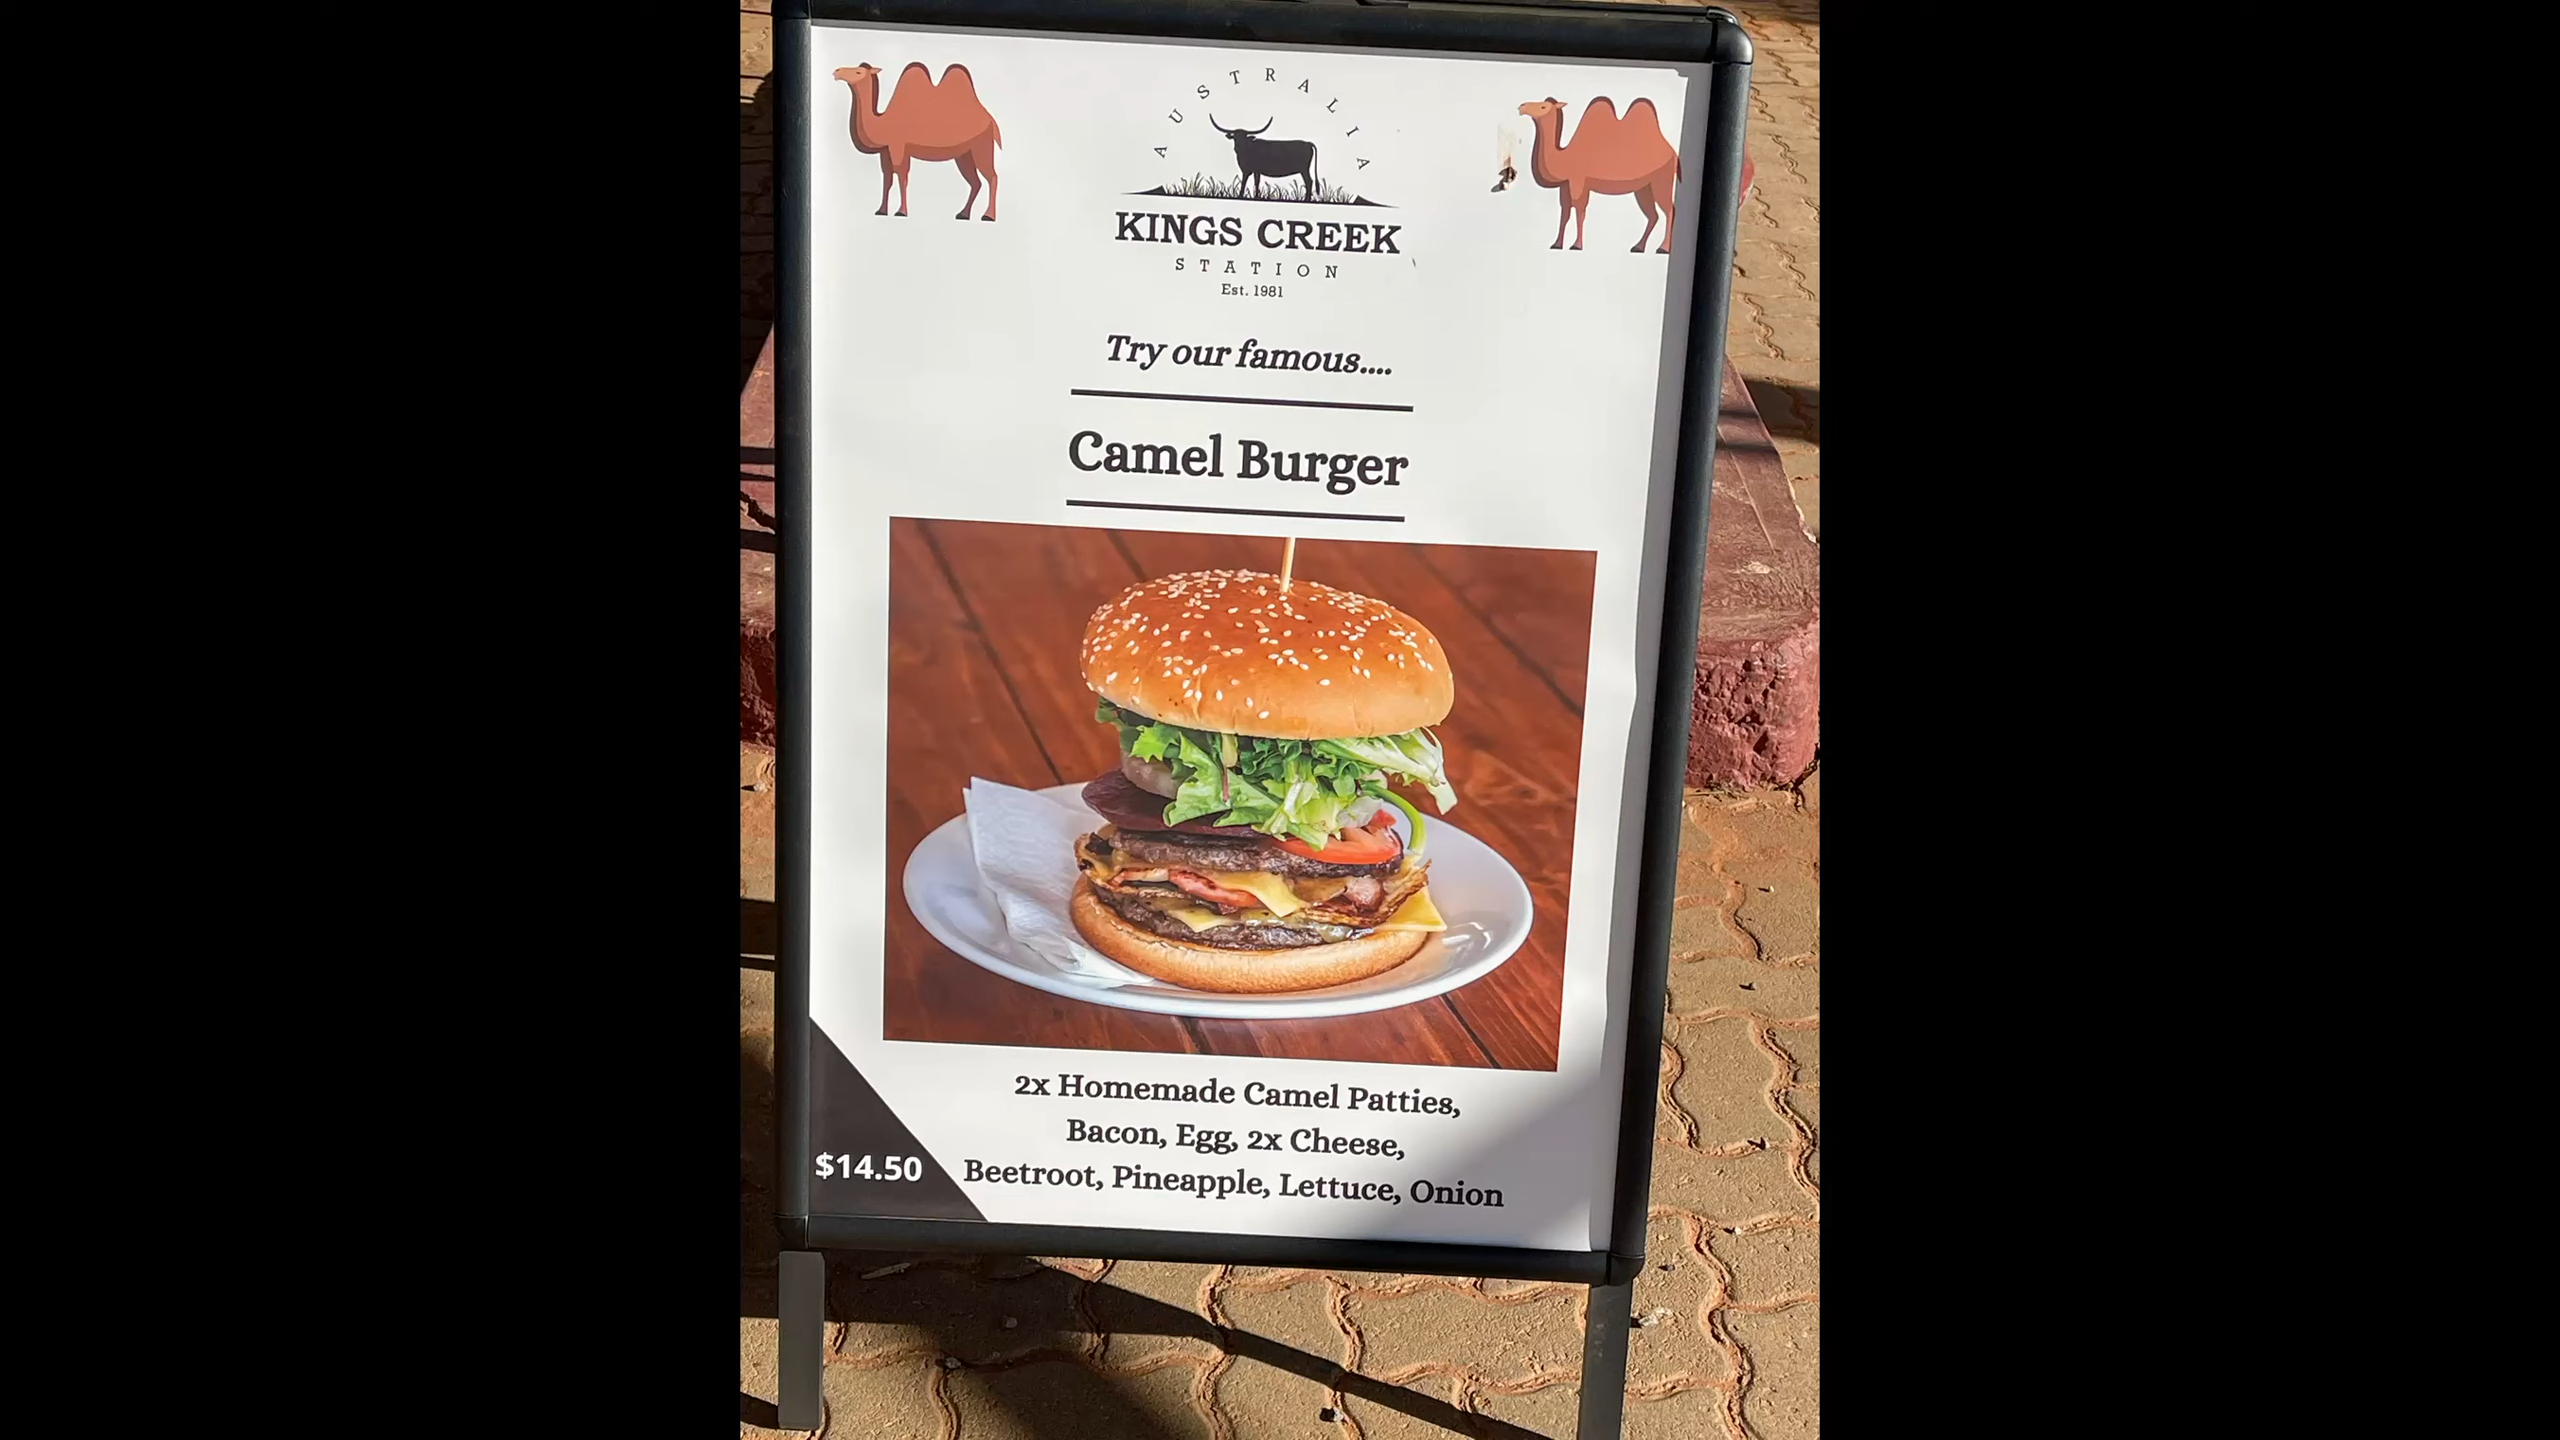 AUSTRALIA
KINGS CREEK
STATION
Est. 1981
Try our famous....
Camel Burger
2x Homemade Camel Patties,
Bacon, Egg, 2x Cheese,
Beetroot, Pineapple, Lettuce, Onion
$14.50